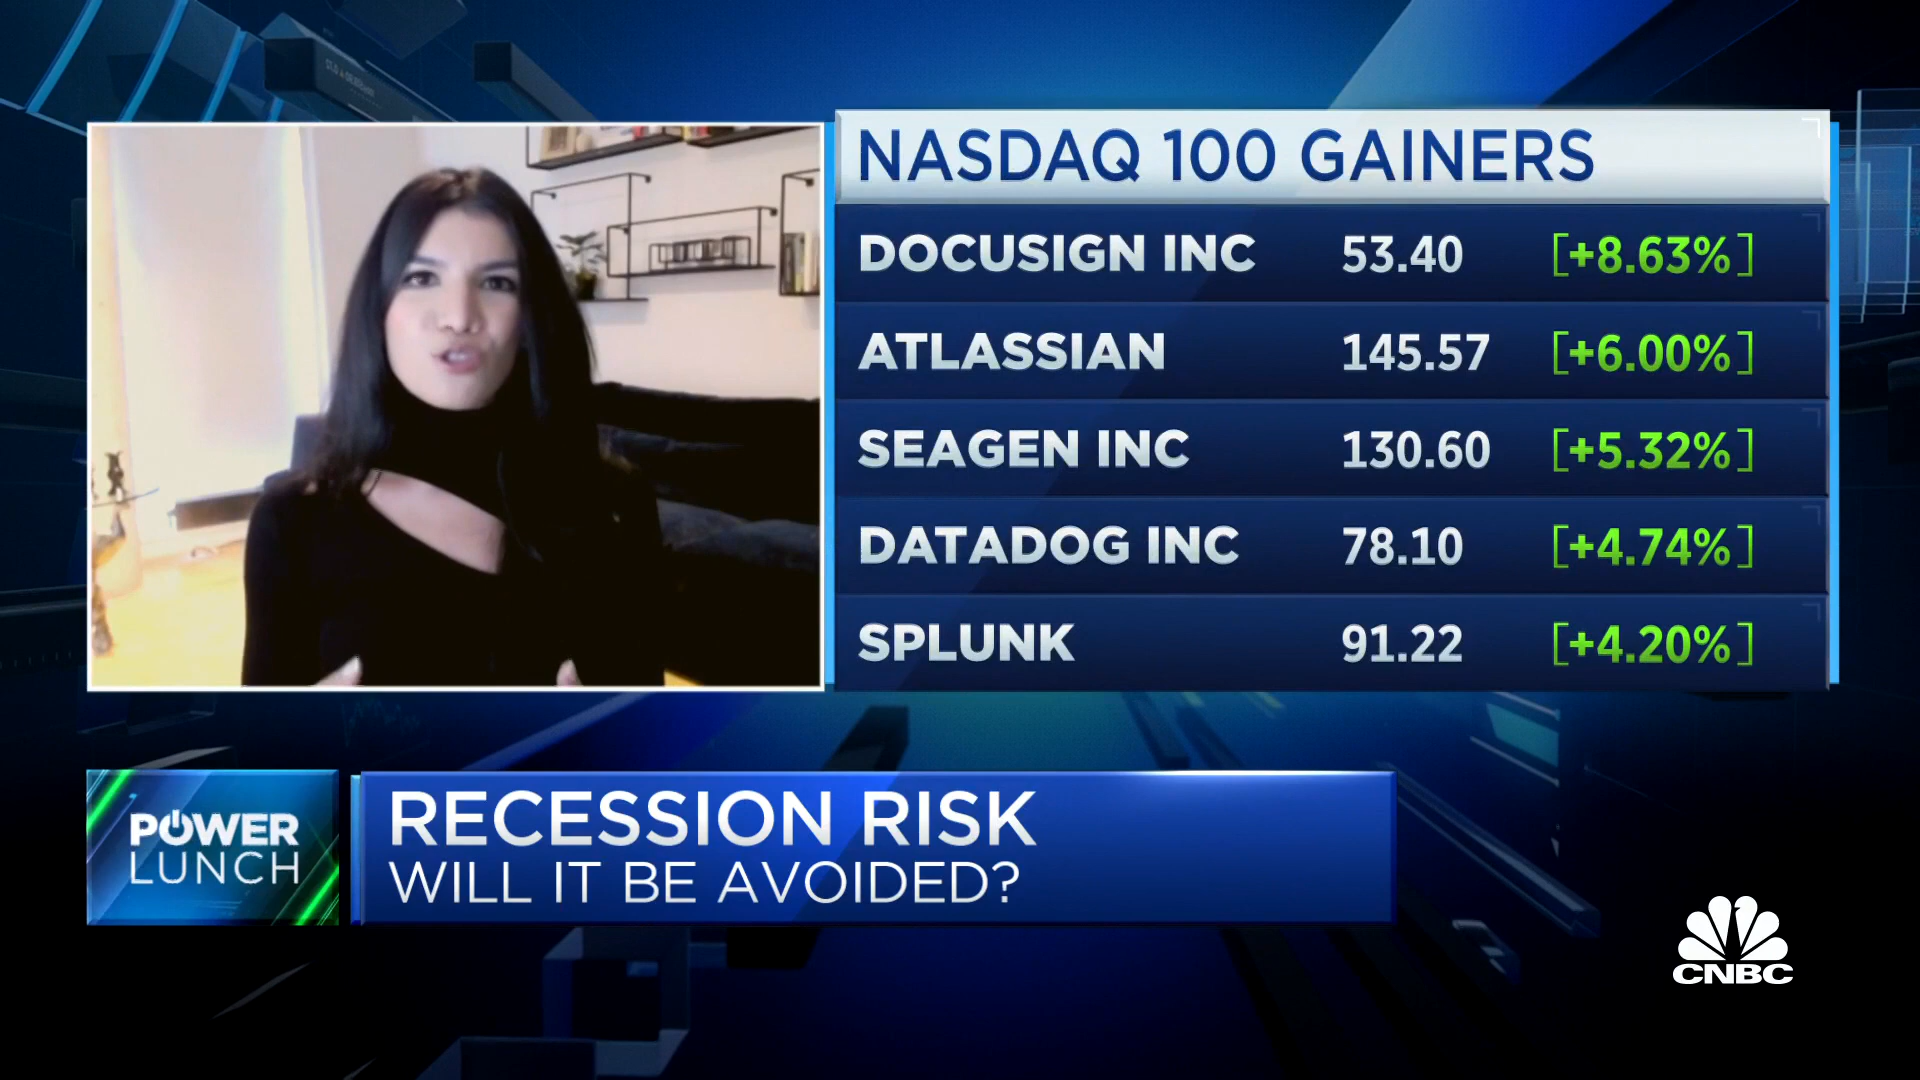 NASDAQ 100 GAINERS
DOCUSIGN INC 53.40 [+8.63%]
ATLASSIAN 145.57 [+6.00%]
SEAGEN INC 130.60 [+5.32%]
DATADOG INC 78.10 [+4.74%]
SPLUNK 91.22 [+4.20%]
POWER
LUNCH
RECESSION RISK
WILL IT BE AVOIDED?
CNBC